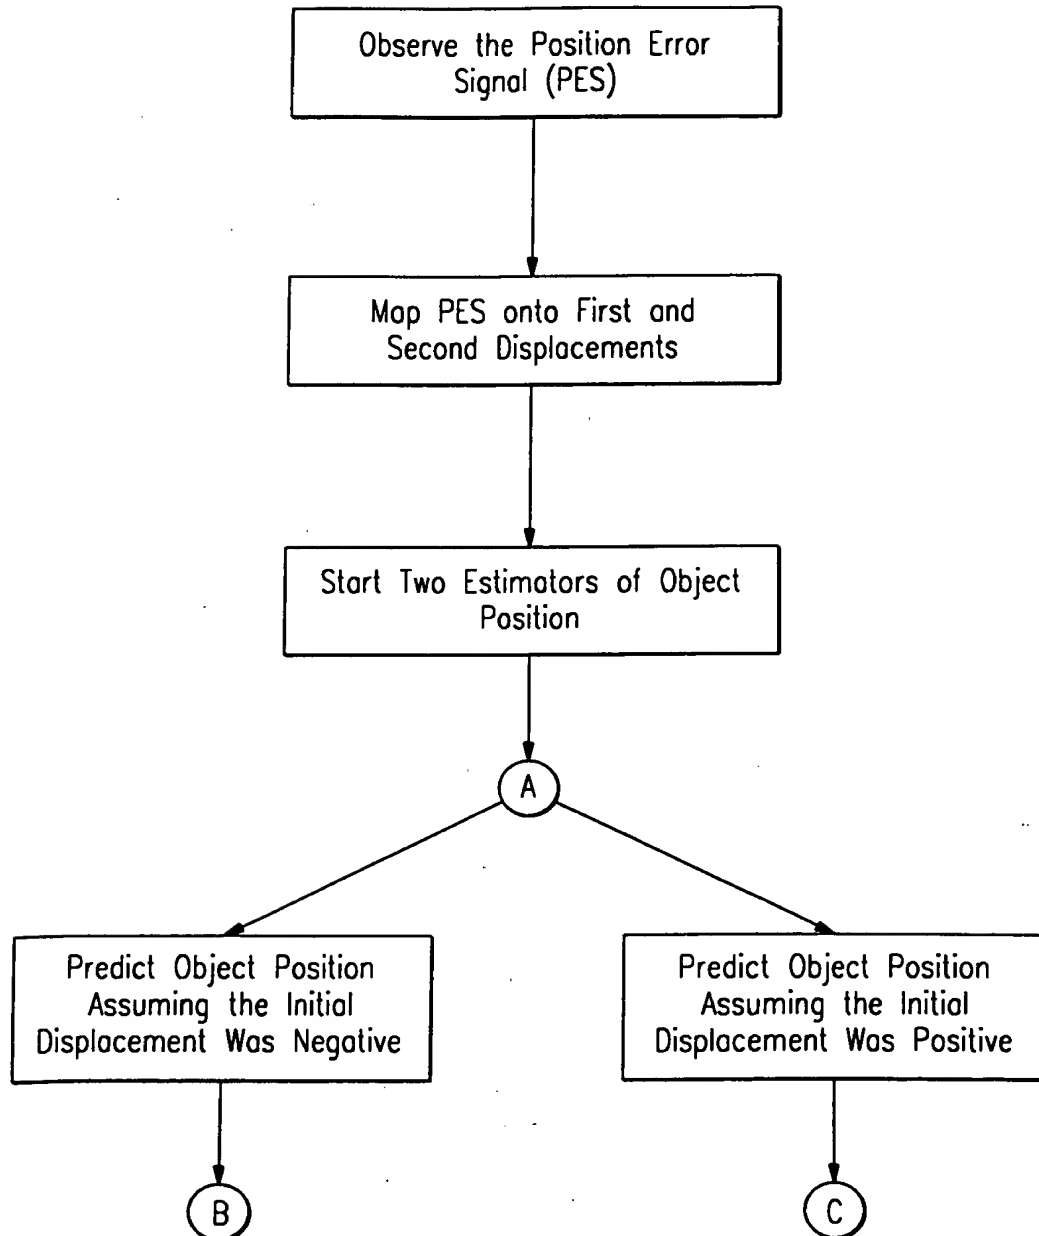 Observe the Position Error
Signal (PES)
Map PES onto First and
Second Displacements
Start Two Estimators of Object
Position
A
Predict Object Position
Assuming the Initial
Displacement Was Negative
Predict Object Position
Assuming the Initial
Displacement Was Positive
B
C